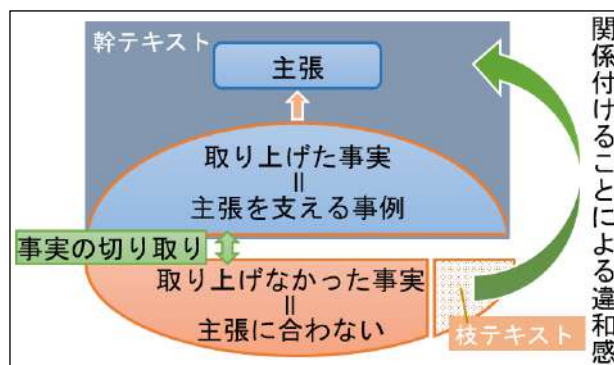 幹テキスト
主張
取り上げた事実
＝
主張を支える事例
事実の切り取り
取り上げなかった事実
＝
主張に合わない
枝テキスト
関係付けることによる違和感